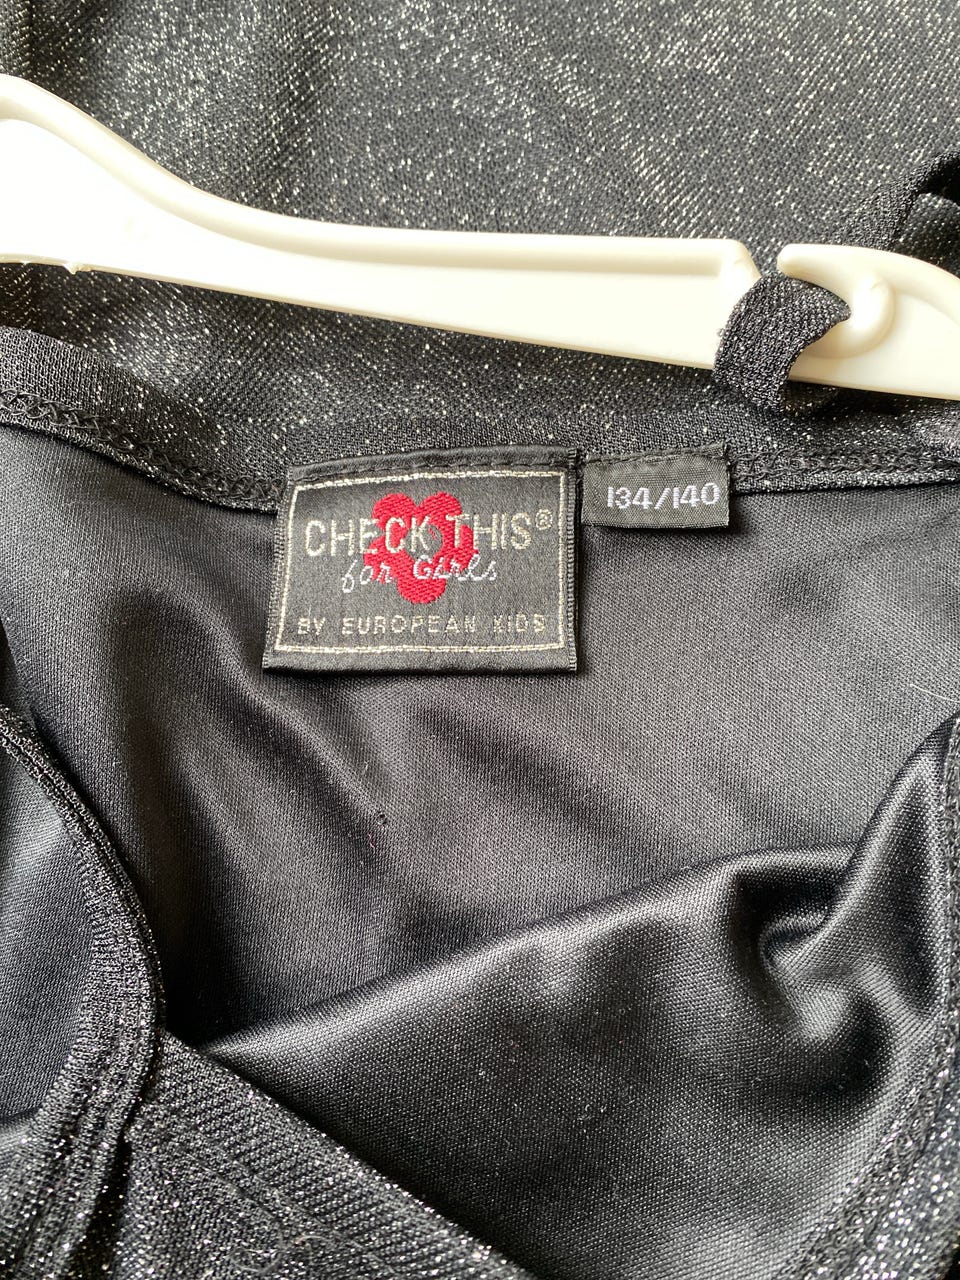 CHECK THIS®
for Girls
BY EUROPEAN KIDS
134/140